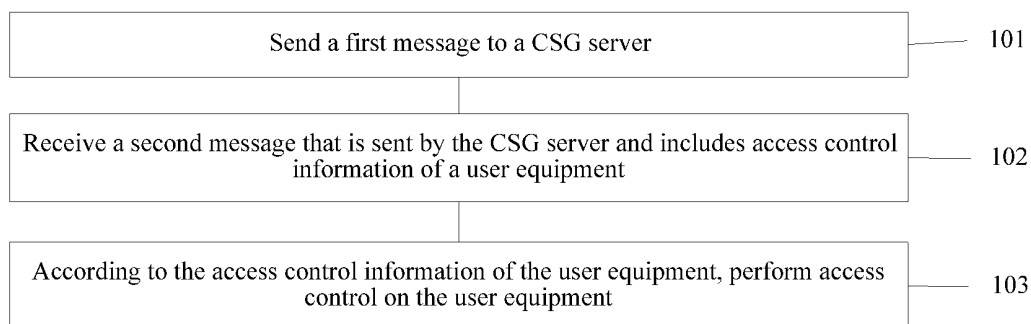 Send a first message to a CSG server
101
Receive a second message that is sent by the CSG server and includes access control
information of a user equipment
102
According to the access control information of the user equipment, perform access
control on the user equipment
103